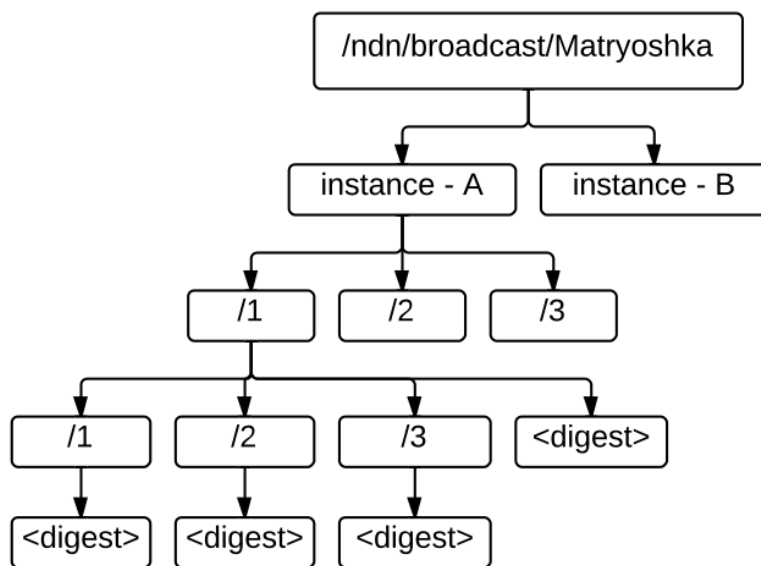 /ndn/broadcast/Matryoshka
instance - A
instance - B
/1
/2
/3
/1
/2
/3
<digest>
<digest>
<digest>
<digest>